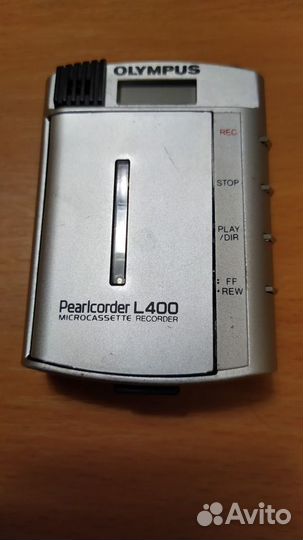 OLYMPUS
REC
STOP
PLAY
/DIR
: FF
•REW
Pearlcorder L400
MICROCASSETTE RECORDER
Avito